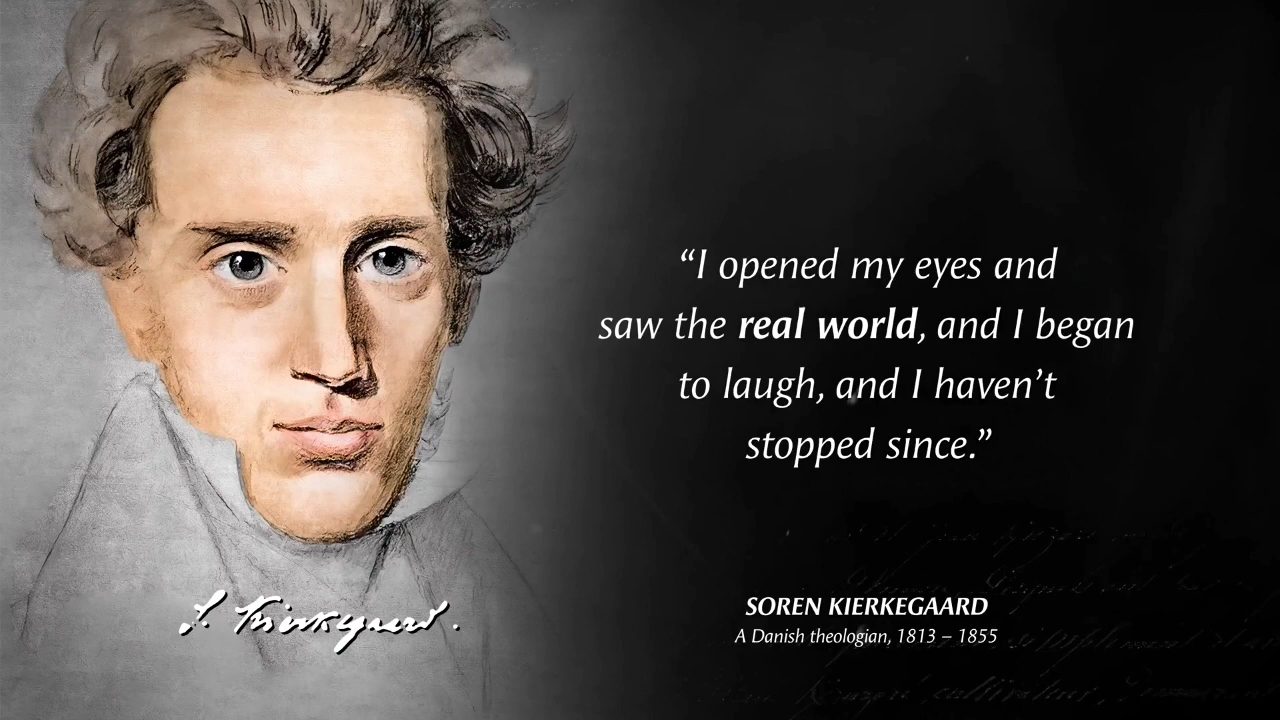 “I opened my eyes and
saw the real world, and I began
to laugh, and I haven’t
stopped since.”
S. Kierkegaard.
SOREN KIERKEGAARD
A Danish theologian, 1813 – 1855